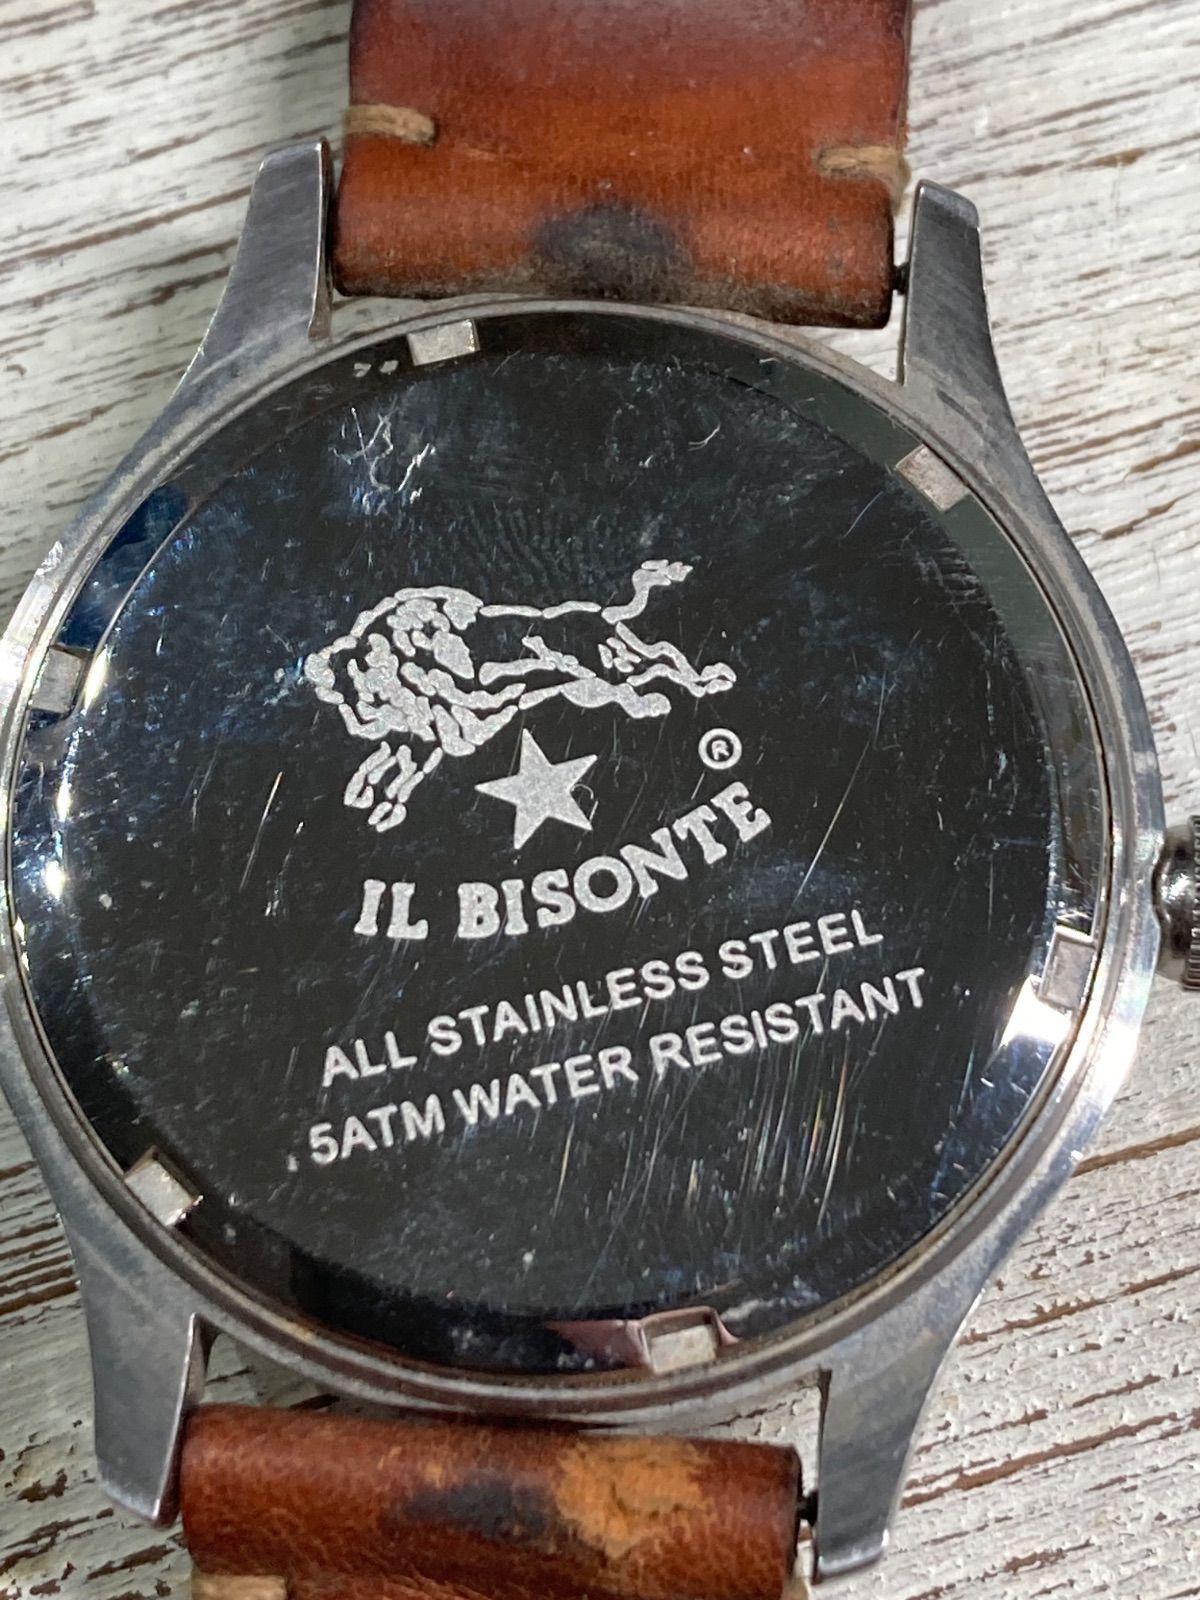 ®
IL BISONTE
ALL STAINLESS STEEL
5ATM WATER RESISTANT